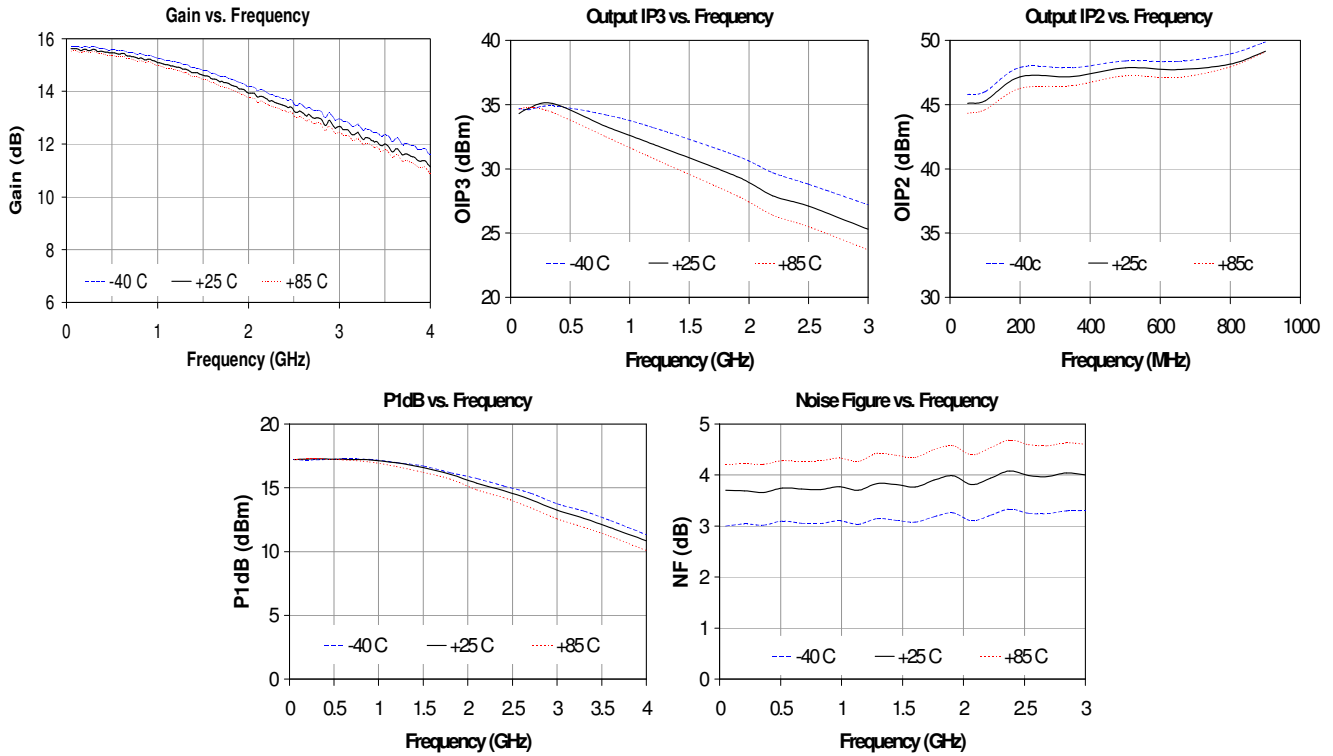 Gain vs. Frequency
16
14
12
10
8
6
Gain (dB)
-40 C +25 C +85 C
0 1 2 3 4
Frequency (GHz)
Output IP3 vs. Frequency
40
35
30
25
20
OIP3 (dBm)
-40 C +25 C +85 C
0 0.5 1 1.5 2 2.5 3
Frequency (GHz)
Output IP2 vs. Frequency
50
45
40
35
30
OIP2 (dBm)
-40c +25c +85c
0 200 400 600 800 1000
Frequency (MHz)
P1dB vs. Frequency
20
15
10
5
0
P1dB (dBm)
-40 C +25 C +85 C
0 0.5 1 1.5 2 2.5 3 3.5 4
Frequency (GHz)
Noise Figure vs. Frequency
5
4
3
2
1
0
NF (dB)
-40 C +25 C +85 C
0 0.5 1 1.5 2 2.5 3
Frequency (GHz)